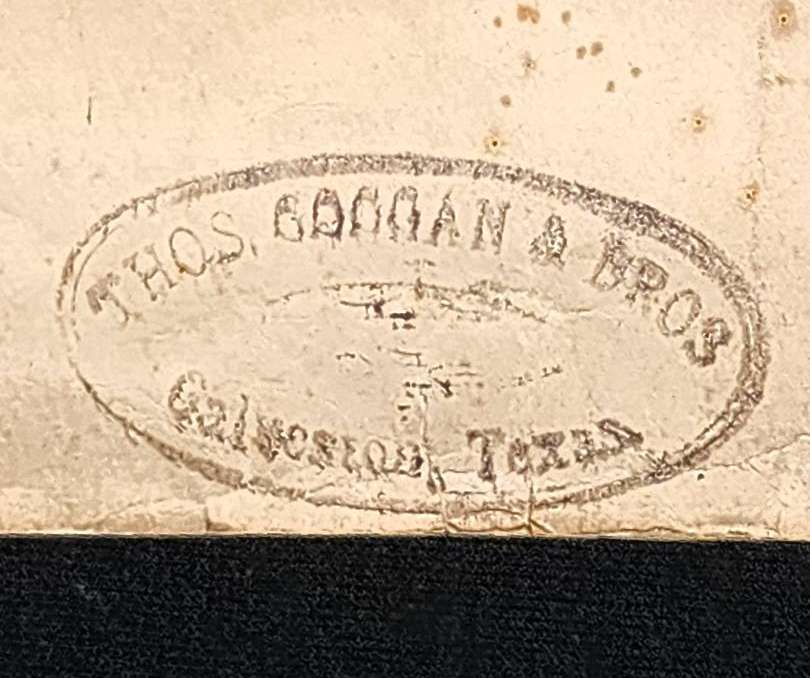 THOS. GOGGAN & BROS
Galveston, Texas